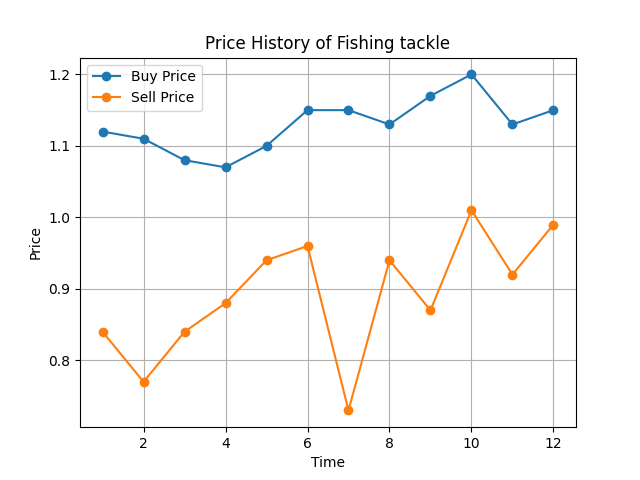 Price History of Fishing tackle
Buy Price
Sell Price
1.2
1.1
1.0
0.9
0.8
Price
2 4 6 8 10 12
Time